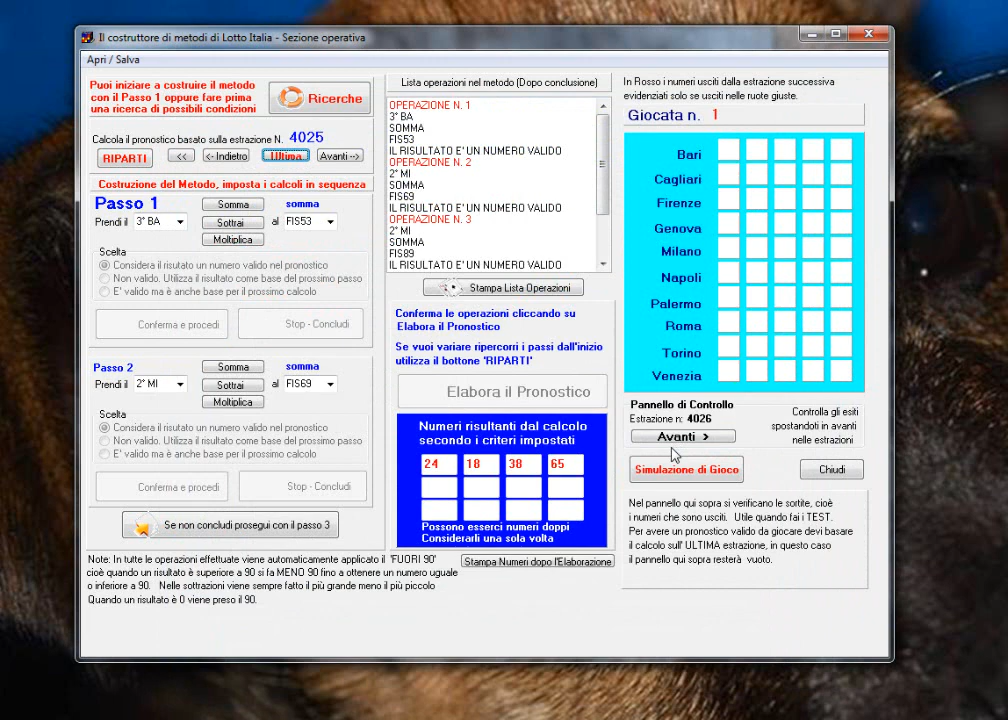 Il costruttore di metodi di Lotto Italia - Sezione operativa
Apri / Salva
Puoi iniziare a costruire il metodo
con il Passo 1 oppure fare prima
una ricerca di possibili condizioni
Ricerche
Calcola il pronostico basato sulla estrazione N. 4025
RIPARTI
<<
<- Indietro
Ultima
Avanti -->
Costruzione del Metodo, imposta i calcoli in sequenza
Passo 1
Somma
somma
Prendi il
3° BA
Sottrai
al
FIS53
Moltiplica
Scelta
Considera il risutato un numero valido nel pronostico
Non valido. Utilizza il risultato come base del prossimo passo
E' valido ma è anche base per il prossimo calcolo
Conferma e procedi
Stop - Concludi
Passo 2
Somma
somma
Prendi il
2° MI
Sottrai
al
FIS69
Moltiplica
Scelta
Considera il risutato un numero valido nel pronostico
Non valido. Utilizza il risultato come base del prossimo passo
E' valido ma è anche base per il prossimo calcolo
Conferma e procedi
Stop - Concludi
Se non concludi prosegui con il passo 3
Note: In tutte le operazioni effettuate viene automaticamente applicato il 'FUORI 90'
cioè quando un risultato è superiore a 90 si fa MENO 90 fino a ottenere un numero uguale
o inferiore a 90. Nelle sottrazioni viene sempre fatto il più grande meno il più piccolo
Quando un risultato è 0 viene preso il 90.
Lista operazioni nel metodo (Dopo conclusione)
OPERAZIONE N. 1
3° BA
SOMMA
FIS53
IL RISULTATO E' UN NUMERO VALIDO
OPERAZIONE N. 2
2° MI
SOMMA
FIS69
IL RISULTATO E' UN NUMERO VALIDO
OPERAZIONE N. 3
2° MI
SOMMA
FIS89
IL RISULTATO E' UN NUMERO VALIDO
Stampa Lista Operazioni
Conferma le operazioni cliccando su
Elabora il Pronostico
Se vuoi variare ripercorri i passi dall'inizio
utilizza il bottone 'RIPARTI'
Elabora il Pronostico
Numeri risultanti dal calcolo
secondo i criteri impostati
24 18 38 65
Possono esserci numeri doppi
Considerarli una sola volta
Stampa Numeri dopo l'Elaborazione
In Rosso i numeri usciti dalla estrazione successiva
evidenziati solo se usciti nelle ruote giuste.
Giocata n. 1
Bari
Cagliari
Firenze
Genova
Milano
Napoli
Palermo
Roma
Torino
Venezia
Pannello di Controllo
Estrazione n: 4026
Avanti >
Controlla gli esiti
spostandoti in avanti
nelle estrazioni
Simulazione di Gioco
Chiudi
Nel pannello qui sopra si verificano le sortite, cioè
i numeri che sono usciti. Utile quando fai i TEST.
Per avere un pronostico valido da giocare devi basare
il calcolo sull' ULTIMA estrazione, in questo caso
il pannello qui sopra resterà vuoto.